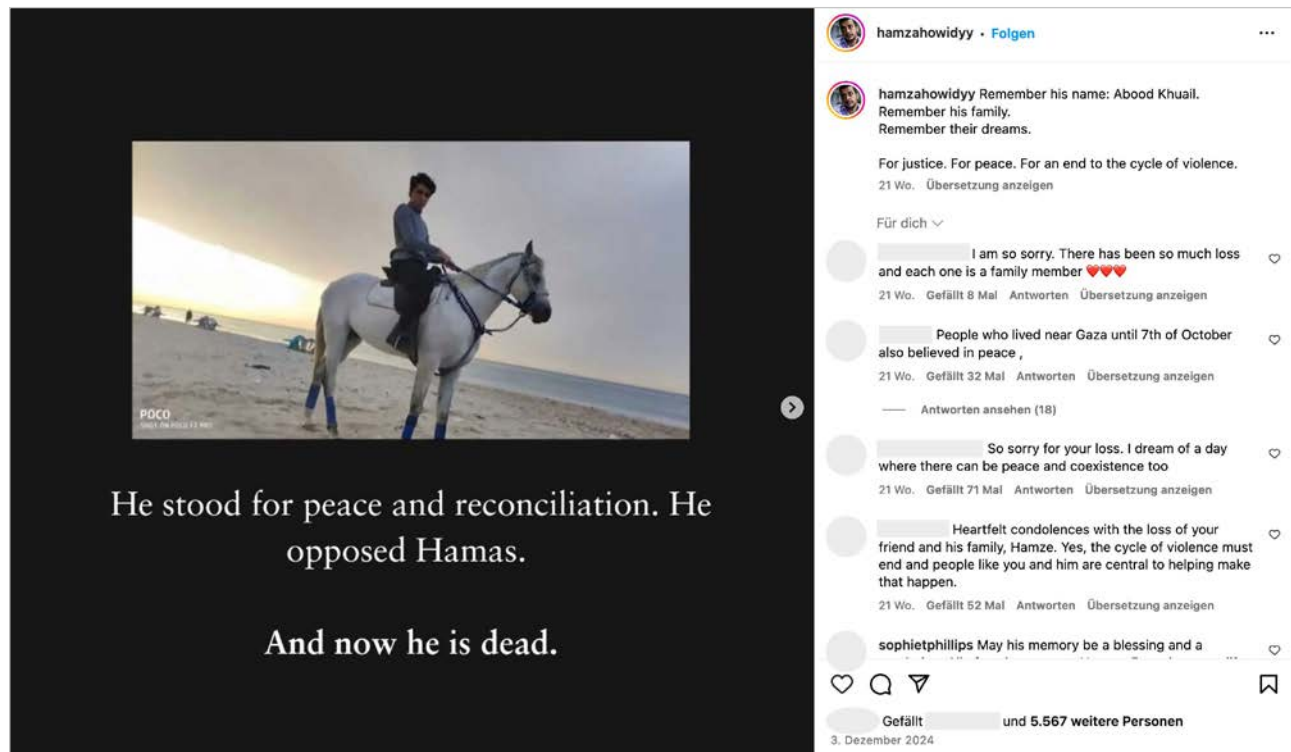 POCO
SHOT ON POCO F3 PRO
He stood for peace and reconciliation. He
opposed Hamas.
And now he is dead.
hamzahowidyy • Folgen
hamzahowidyy Remember his name: Abood Khuail.
Remember his family.
Remember their dreams.
For justice. For peace. For an end to the cycle of violence.
21 Wo. Übersetzung anzeigen
Für dich
I am so sorry. There has been so much loss
and each one is a family member ❤️❤️❤️
21 Wo. Gefällt 8 Mal Antworten Übersetzung anzeigen
People who lived near Gaza until 7th of October
also believed in peace ,
21 Wo. Gefällt 32 Mal Antworten Übersetzung anzeigen
Antworten ansehen (18)
So sorry for your loss. I dream of a day
where there can be peace and coexistence too
21 Wo. Gefällt 71 Mal Antworten Übersetzung anzeigen
Heartfelt condolences with the loss of your
friend and his family, Hamze. Yes, the cycle of violence must
end and people like you and him are central to helping make
that happen.
21 Wo. Gefällt 52 Mal Antworten Übersetzung anzeigen
sophietphillips May his memory be a blessing and a
Gefällt und 5.567 weitere Personen
3. Dezember 2024